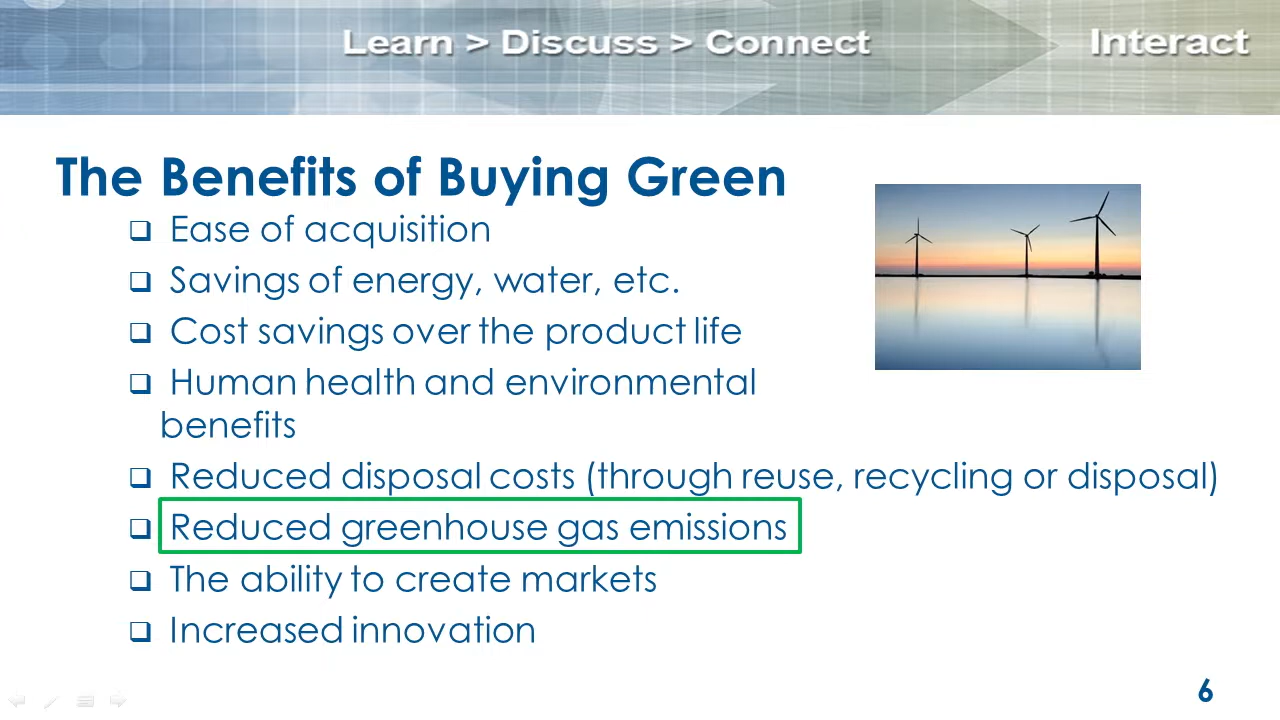 Learn > Discuss > Connect
Interact
The Benefits of Buying Green
Ease of acquisition
Savings of energy, water, etc.
Cost savings over the product life
Human health and environmental
benefits
Reduced disposal costs (through reuse, recycling or disposal)
Reduced greenhouse gas emissions
The ability to create markets
Increased innovation
6